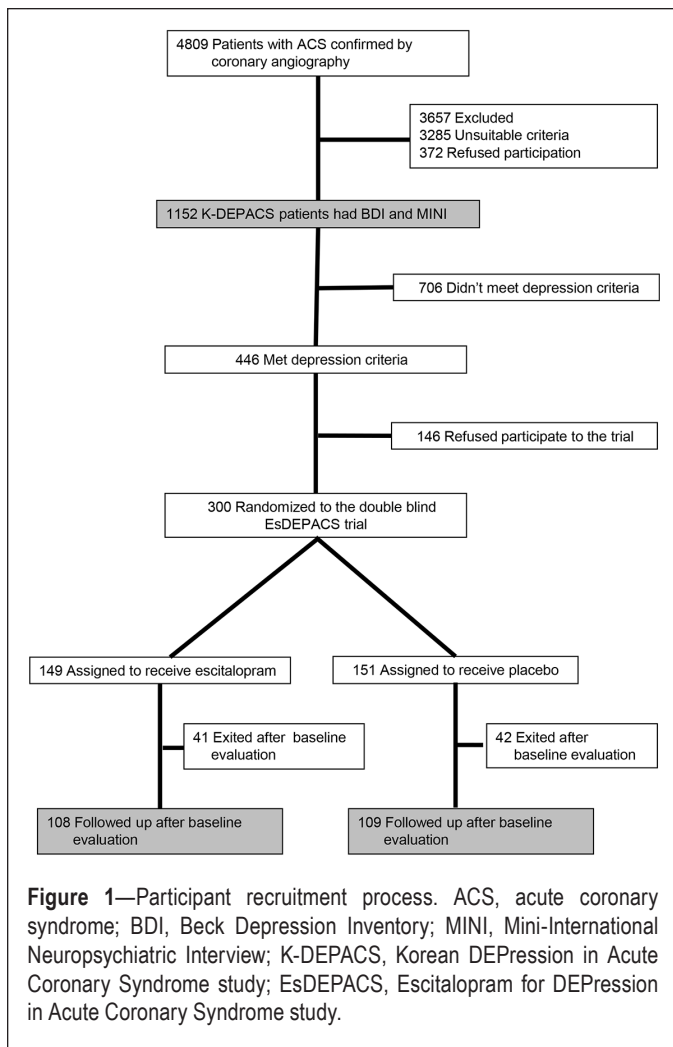 4809 Patients with ACS confirmed by
coronary angiography
3657 Excluded
3285 Unsuitable criteria
372 Refused participation
1152 K-DEPACS patients had BDI and MINI
706 Didn't meet depression criteria
446 Met depression criteria
146 Refused participate to the trial
300 Randomized to the double blind
EsDEPACS trial
149 Assigned to receive escitalopram
151 Assigned to receive placebo
41 Exited after baseline
evaluation
42 Exited after
baseline evaluation
108 Followed up after baseline
evaluation
109 Followed up after baseline
evaluation
Figure 1—Participant recruitment process. ACS, acute coronary
syndrome; BDI, Beck Depression Inventory; MINI, Mini-International
Neuropsychiatric Interview; K-DEPACS, Korean DEPression in Acute
Coronary Syndrome study; EsDEPACS, Escitalopram for DEPression
in Acute Coronary Syndrome study.